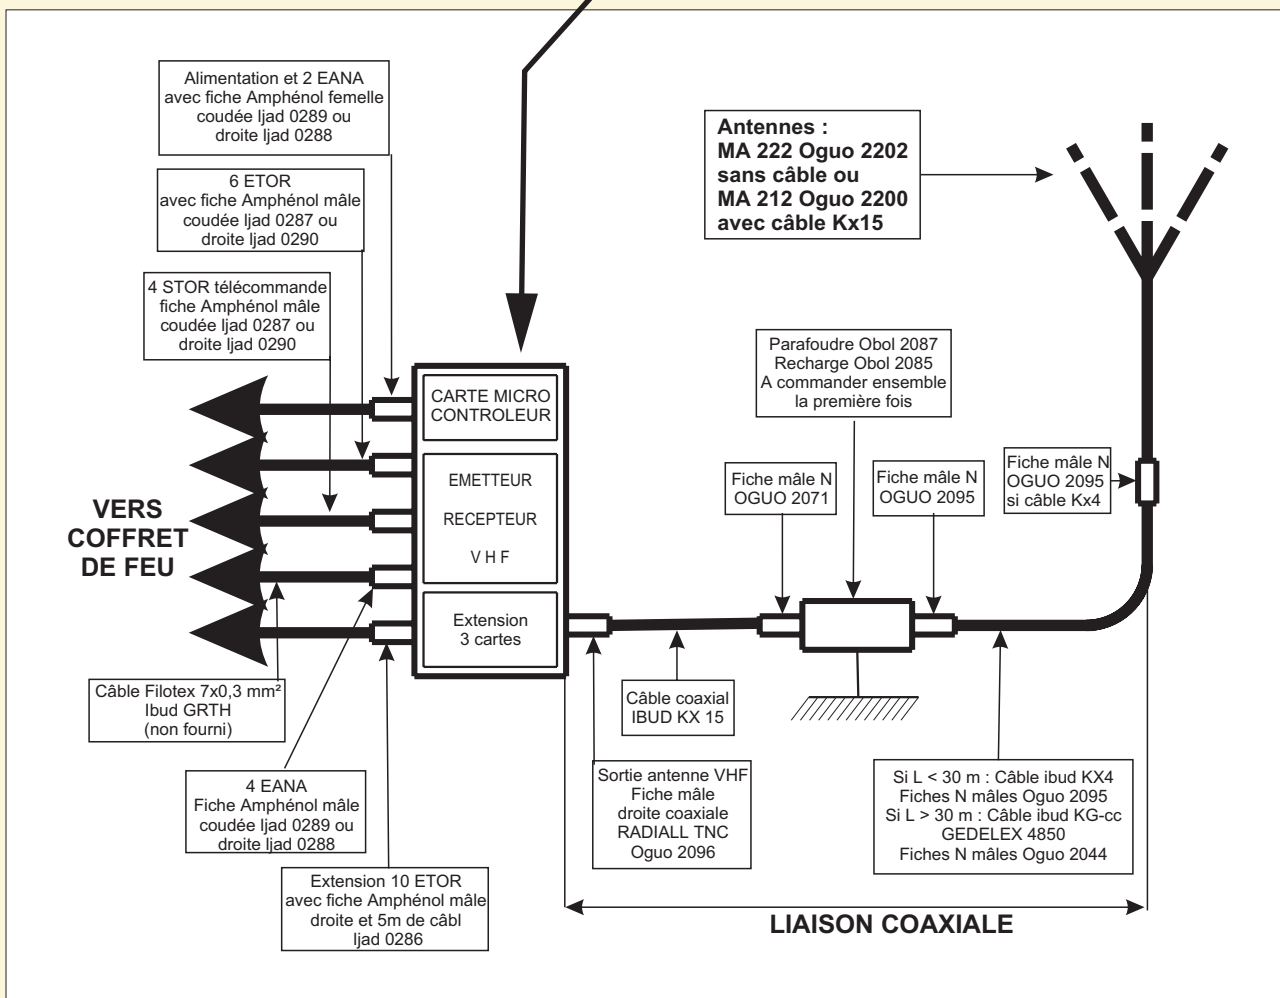 Alimentation et 2 EANA
avec fiche Amphénol femelle
coudée Ijad 0289 ou
droite Ijad 0288
6 ETOR
avec fiche Amphénol mâle
coudée Ijad 0287 ou
droite Ijad 0290
4 STOR télécommande
fiche Amphénol mâle
coudée Ijad 0287 ou
droite Ijad 0290
Antennes :
MA 222 Oguo 2202
sans câble ou
MA 212 Oguo 2200
avec câble Kx15
Parafoudre Obol 2087
Recharge Obol 2085
A commander ensemble
la première fois
CARTE MICRO
CONTROLEUR
EMETTEUR
RECEPTEUR
V H F
Extension
3 cartes
Fiche mâle N
OGUO 2071
Fiche mâle N
OGUO 2095
Fiche mâle N
OGUO 2095
si câble Kx4
VERS
COFFRET
DE FEU
Câble Filotex 7x0,3 mm²
Ibud GRTH
(non fourni)
Câble coaxial
IBUD KX 15
4 EANA
Fiche Amphénol mâle
coudée Ijad 0289 ou
droite Ijad 0288
Sortie antenne VHF
Fiche mâle
droite coaxiale
RADIALL TNC
Oguo 2096
Si L < 30 m : Câble ibud KX4
Fiches N mâles Oguo 2095
Si L > 30 m : Câble ibud KG-cc
GEDELEX 4850
Fiches N mâles Oguo 2044
Extension 10 ETOR
avec fiche Amphénol mâle
droite et 5m de câbl
Ijad 0286
LIAISON COAXIALE